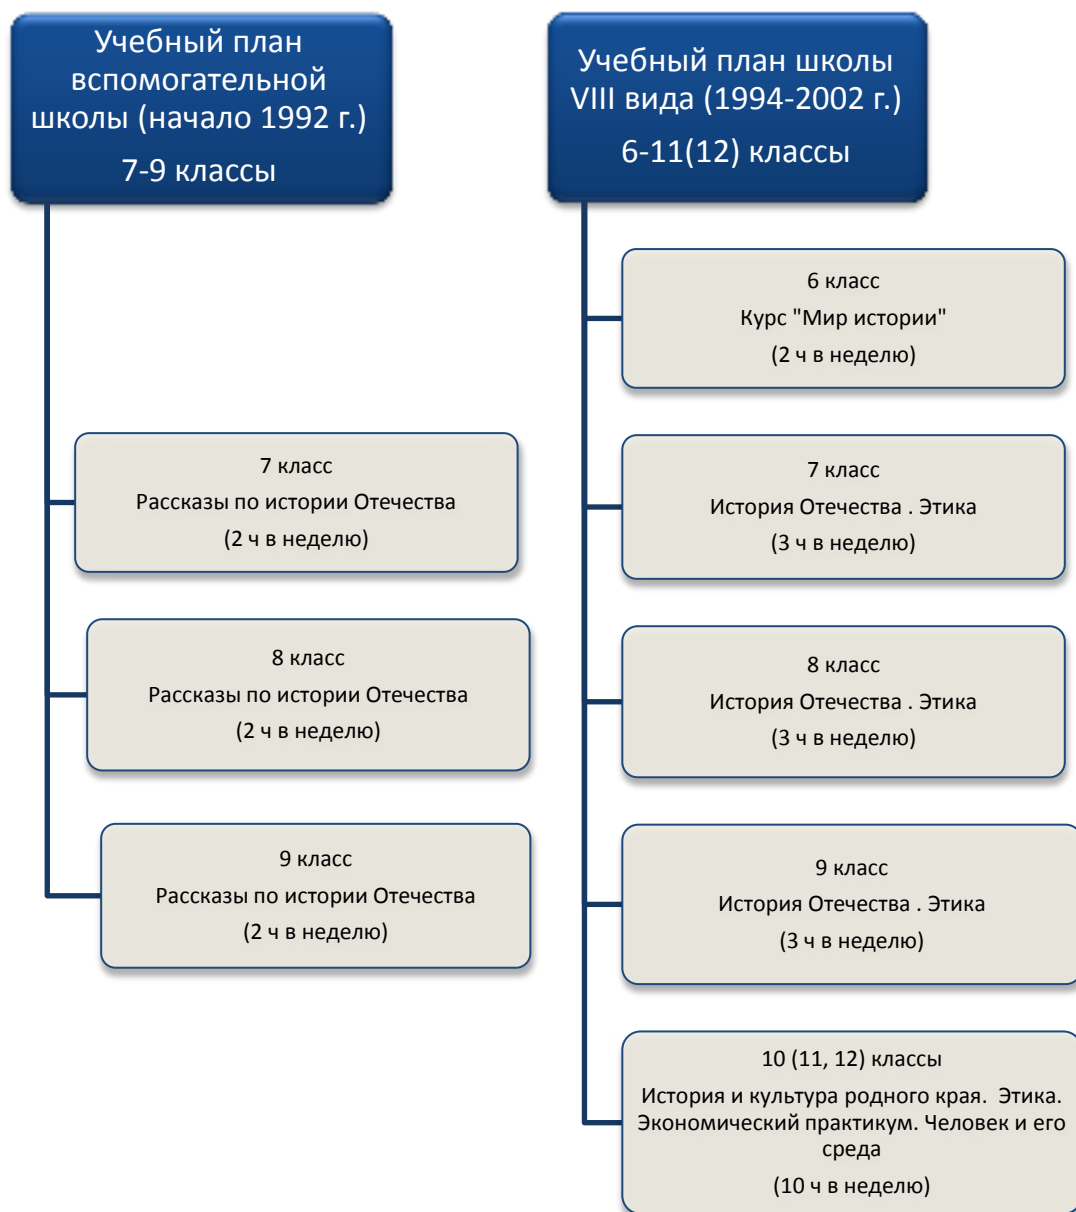 Учебный план
вспомогательной
школы (начало 1992 г.)
7-9 классы
7 класс
Рассказы по истории Отечества
(2 ч в неделю)
8 класс
Рассказы по истории Отечества
(2 ч в неделю)
9 класс
Рассказы по истории Отечества
(2 ч в неделю)
Учебный план школы
VIII вида (1994-2002 г.)
6-11(12) классы
6 класс
Курс "Мир истории"
(2 ч в неделю)
7 класс
История Отечества . Этика
(3 ч в неделю)
8 класс
История Отечества . Этика
(3 ч в неделю)
9 класс
История Отечества . Этика
(3 ч в неделю)
10 (11, 12) классы
История и культура родного края.  Этика.
Экономический практикум. Человек и его
среда
(10 ч в неделю)